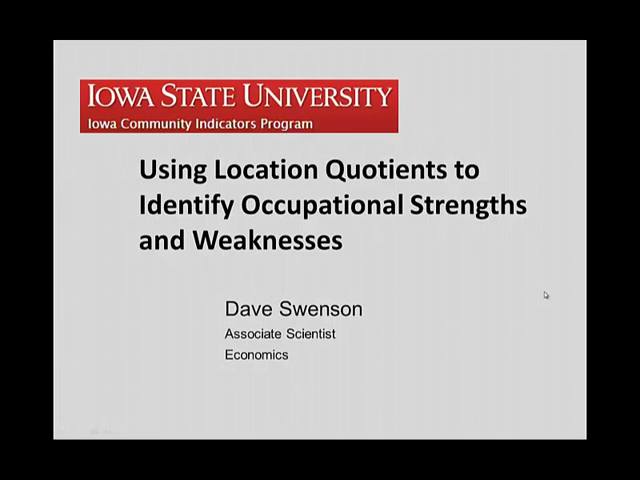 IOWA STATE UNIVERSITY
Iowa Community Indicators Program
Using Location Quotients to
Identify Occupational Strengths
and Weaknesses
Dave Swenson
Associate Scientist
Economics